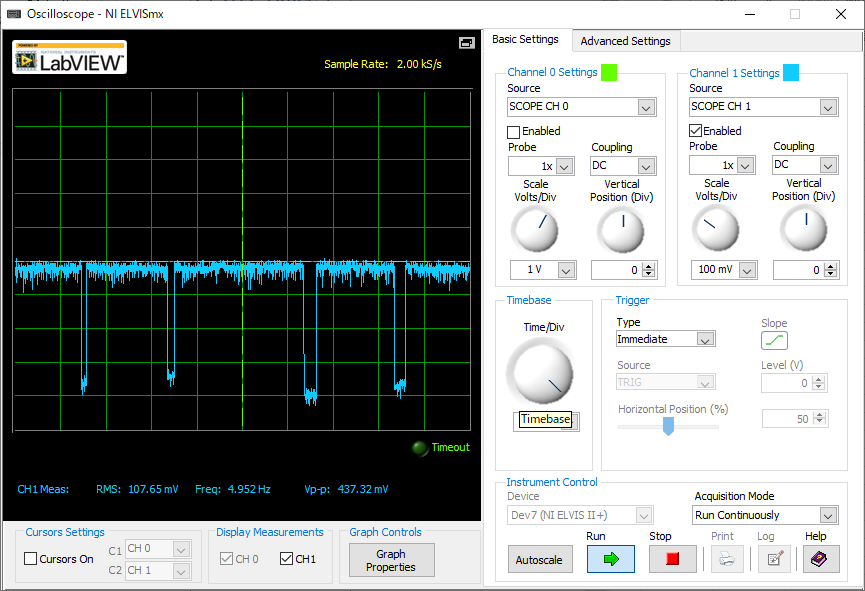 Oscilloscope - NI ELVISmx
POWERED BY
NATIONAL INSTRUMENTS
LabVIEW™
Sample Rate: 2.00 kS/s
Timeout
CH1 Meas: RMS: 107.65 mV Freq: 4.952 Hz Vp-p: 437.32 mV
Cursors Settings
Cursors On
C1 CH 0
C2 CH 1
Display Measurements
CH 0 CH1
Graph Controls
Graph
Properties
Basic Settings Advanced Settings
Channel 0 Settings
Source
SCOPE CH 0
Enabled
Probe Coupling
1x DC
Scale Vertical
Volts/Div Position (Div)
1 V 0
Channel 1 Settings
Source
SCOPE CH 1
Enabled
Probe Coupling
1x DC
Scale Vertical
Volts/Div Position (Div)
100 mV 0
Timebase
Time/Div
Timebase
Trigger
Type
Immediate
Slope
Source
TRIG
Level (V)
0
Horizontal Position (%)
50
Instrument Control
Device
Dev7 (NI ELVIS II+)
Acquisition Mode
Run Continuously
Run Stop Print Log Help
Autoscale